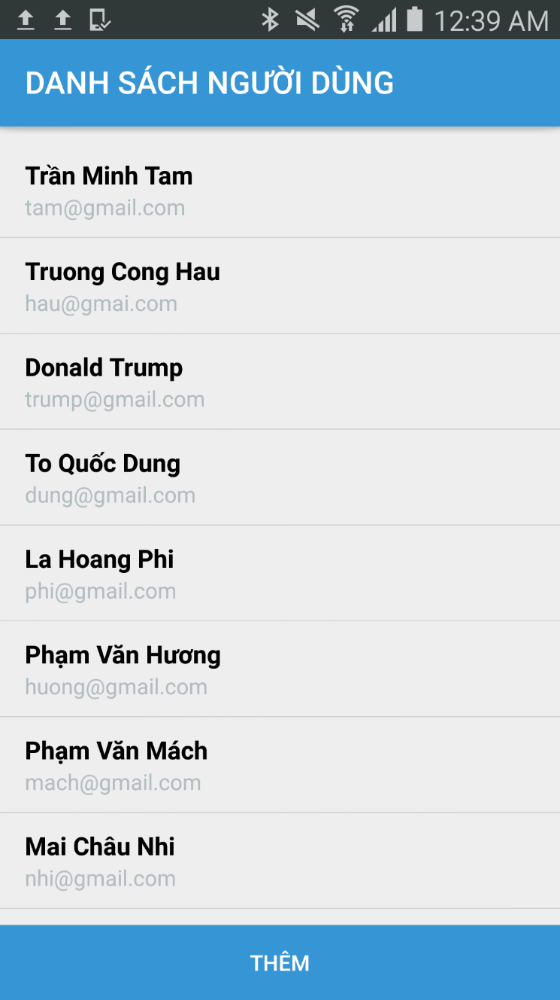 12:39 AM
DANH SÁCH NGƯỜI DÙNG
Trần Minh Tam
tam@gmail.com
Truong Cong Hau
hau@gmai.com
Donald Trump
trump@gmail.com
To Quốc Dung
dung@gmail.com
La Hoang Phi
phi@gmail.com
Phạm Văn Hương
huong@gmail.com
Phạm Văn Mách
mach@gmail.com
Mai Châu Nhi
nhi@gmail.com
THÊM